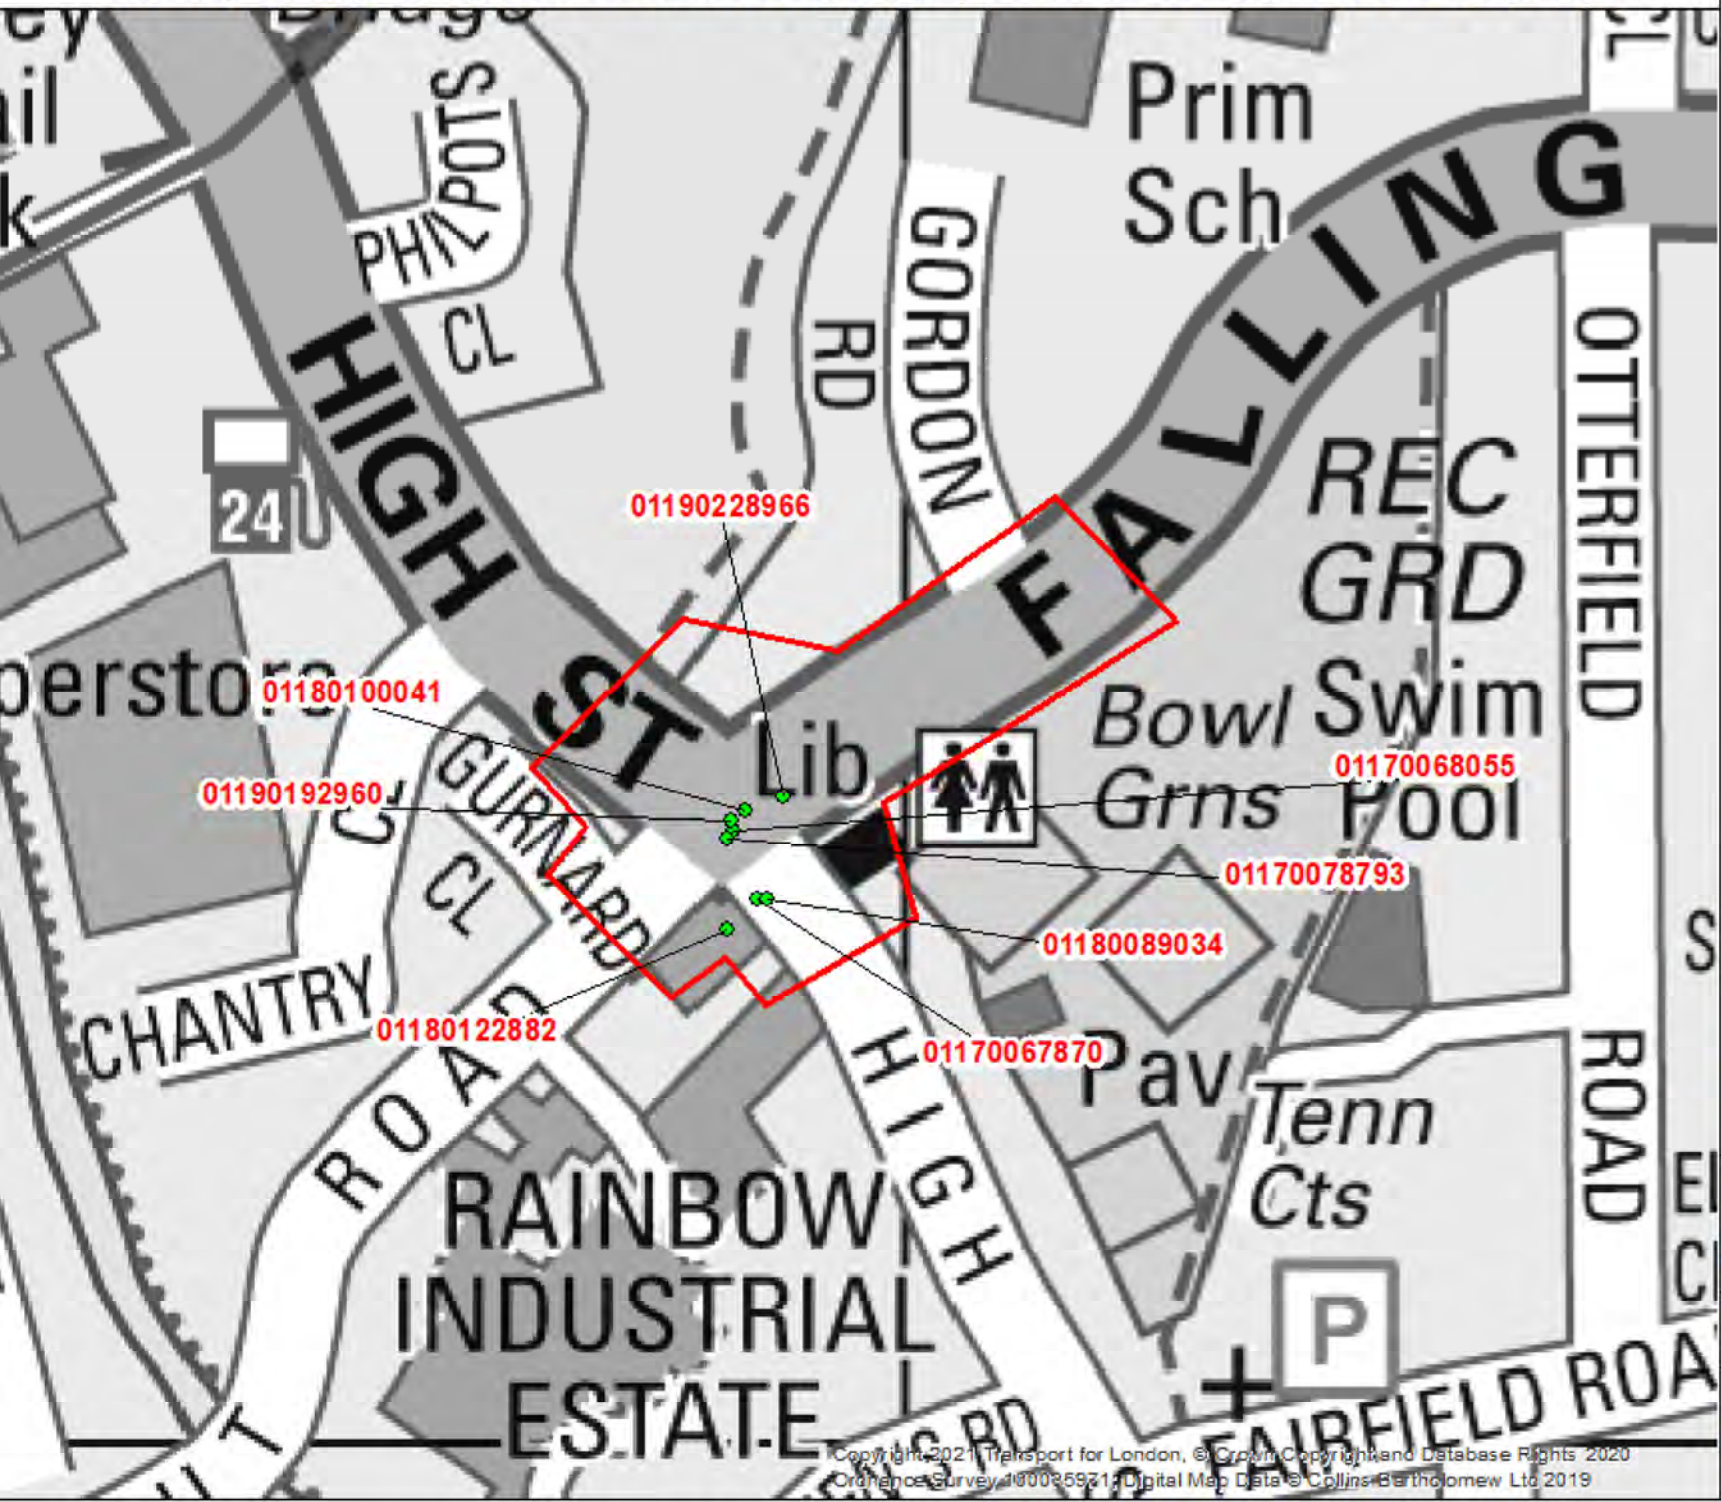 PHILPOTS
CL
Prim
Sch
GORDON
RD
HIGH
ST
FALLING
24
REC
GRD
OTTERFIELD
ROAD
01190228966
01180100041
01190192960
GURNARD
CL
Lib
Bowl
Grns
Swim
Pool
01170068055
01170078793
01180089034
CHANTRY
CL
01180122882
01170067870
Pav
Tenn
Cts
ROAD
HIGH
RAINBOW
INDUSTRIAL
ESTATE
P
FAIRFIELD ROA
RD
Copyright 2021 Transport for London, © Crown Copyright and Database Rights 2020
Ordnance Survey 100035971, Digital Map Data © Collins Bartholomew Ltd 2019